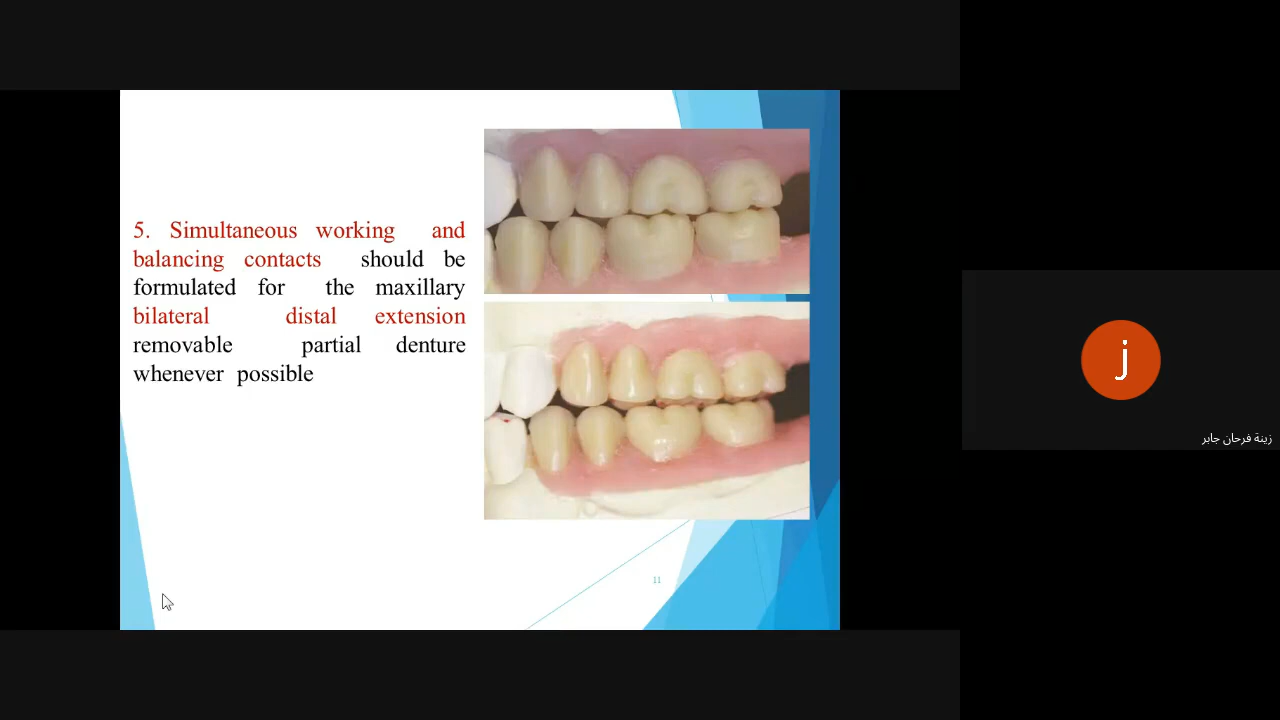 5. Simultaneous working and
balancing contacts should be
formulated for the maxillary
bilateral distal extension
removable partial denture
whenever possible
11
j
زينة فرحان جابر